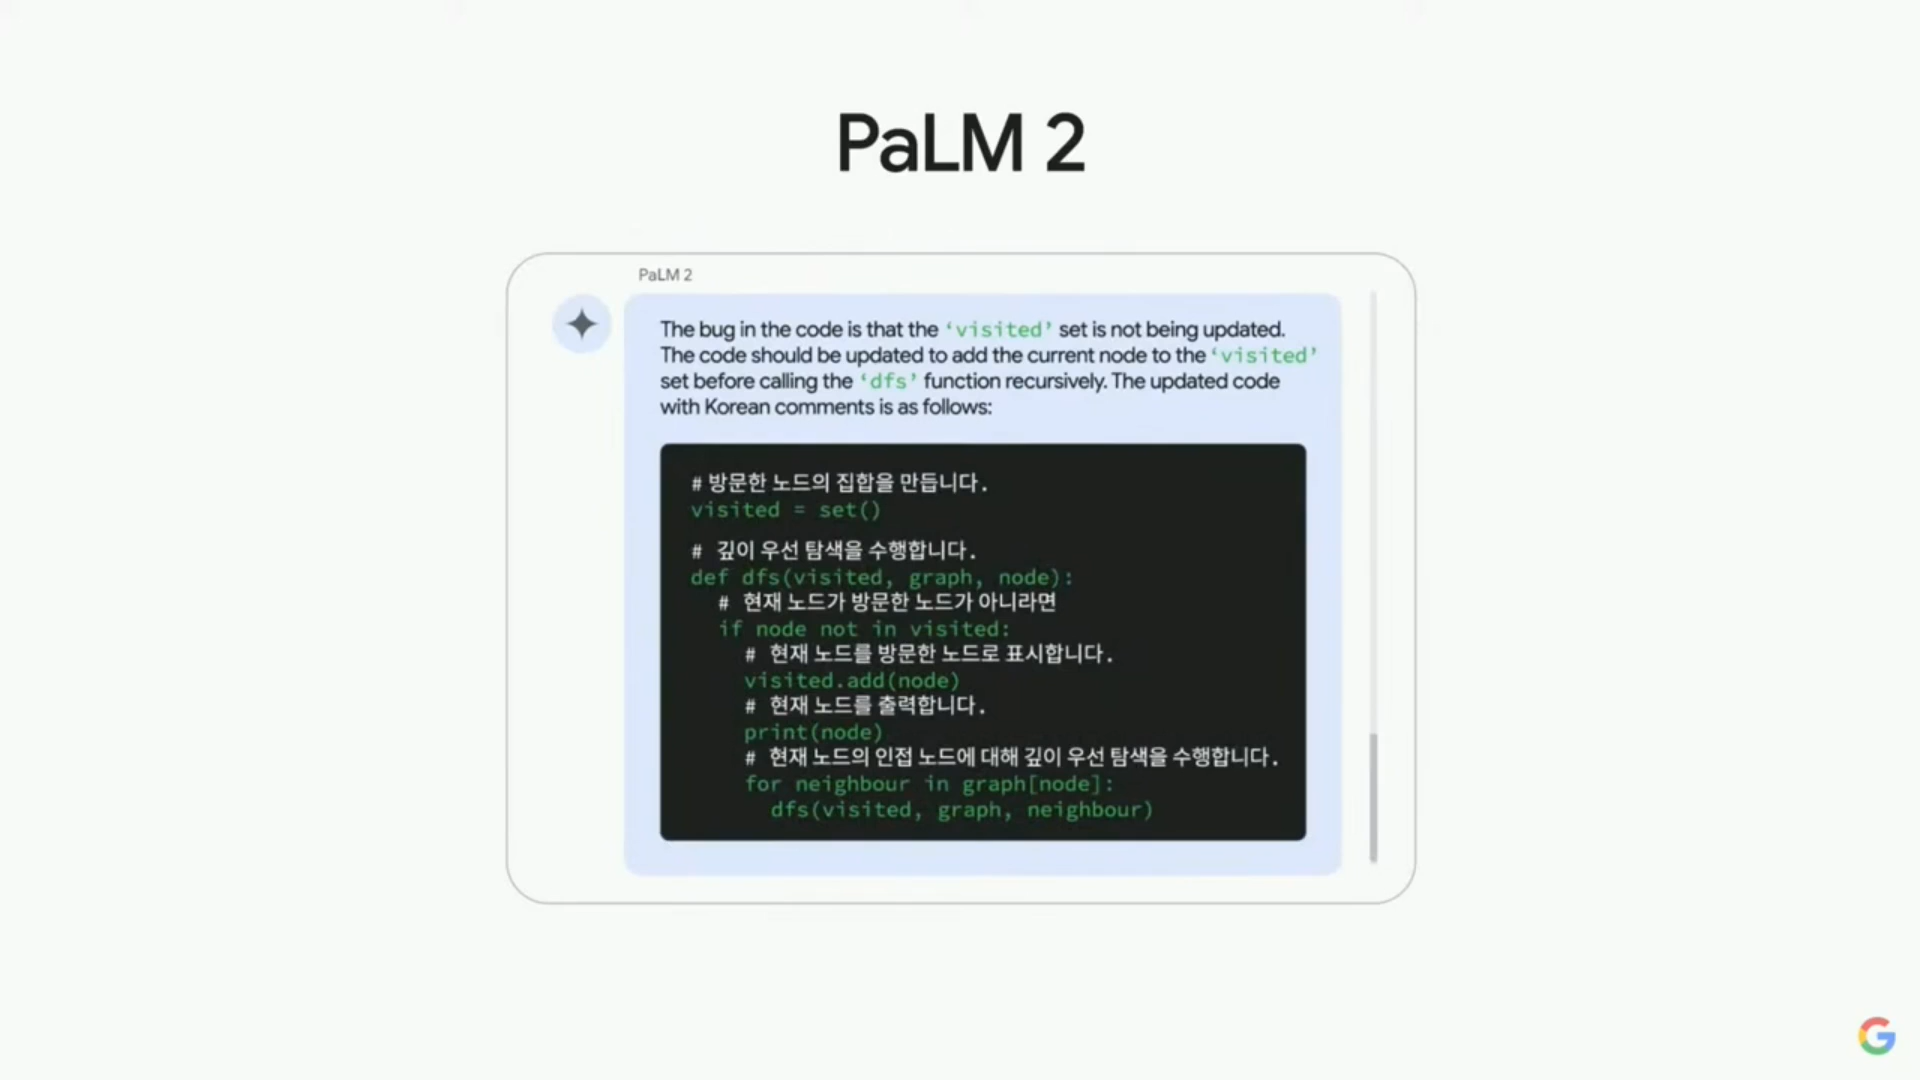 PaLM 2
PaLM 2
The bug in the code is that the ‘visited’ set is not being updated.
The code should be updated to add the current node to the ‘visited’
set before calling the ‘dfs’ function recursively. The updated code
with Korean comments is as follows:
# 방문한 노드의 집합을 만듭니다.
visited = set()
# 깊이 우선 탐색을 수행합니다.
def dfs(visited, graph, node):
# 현재 노드가 방문한 노드가 아니라면
if node not in visited:
# 현재 노드를 방문한 노드로 표시합니다.
visited.add(node)
# 현재 노드를 출력합니다.
print(node)
# 현재 노드의 인접 노드에 대해 깊이 우선 탐색을 수행합니다.
for neighbour in graph[node]:
dfs(visited, graph, neighbour)